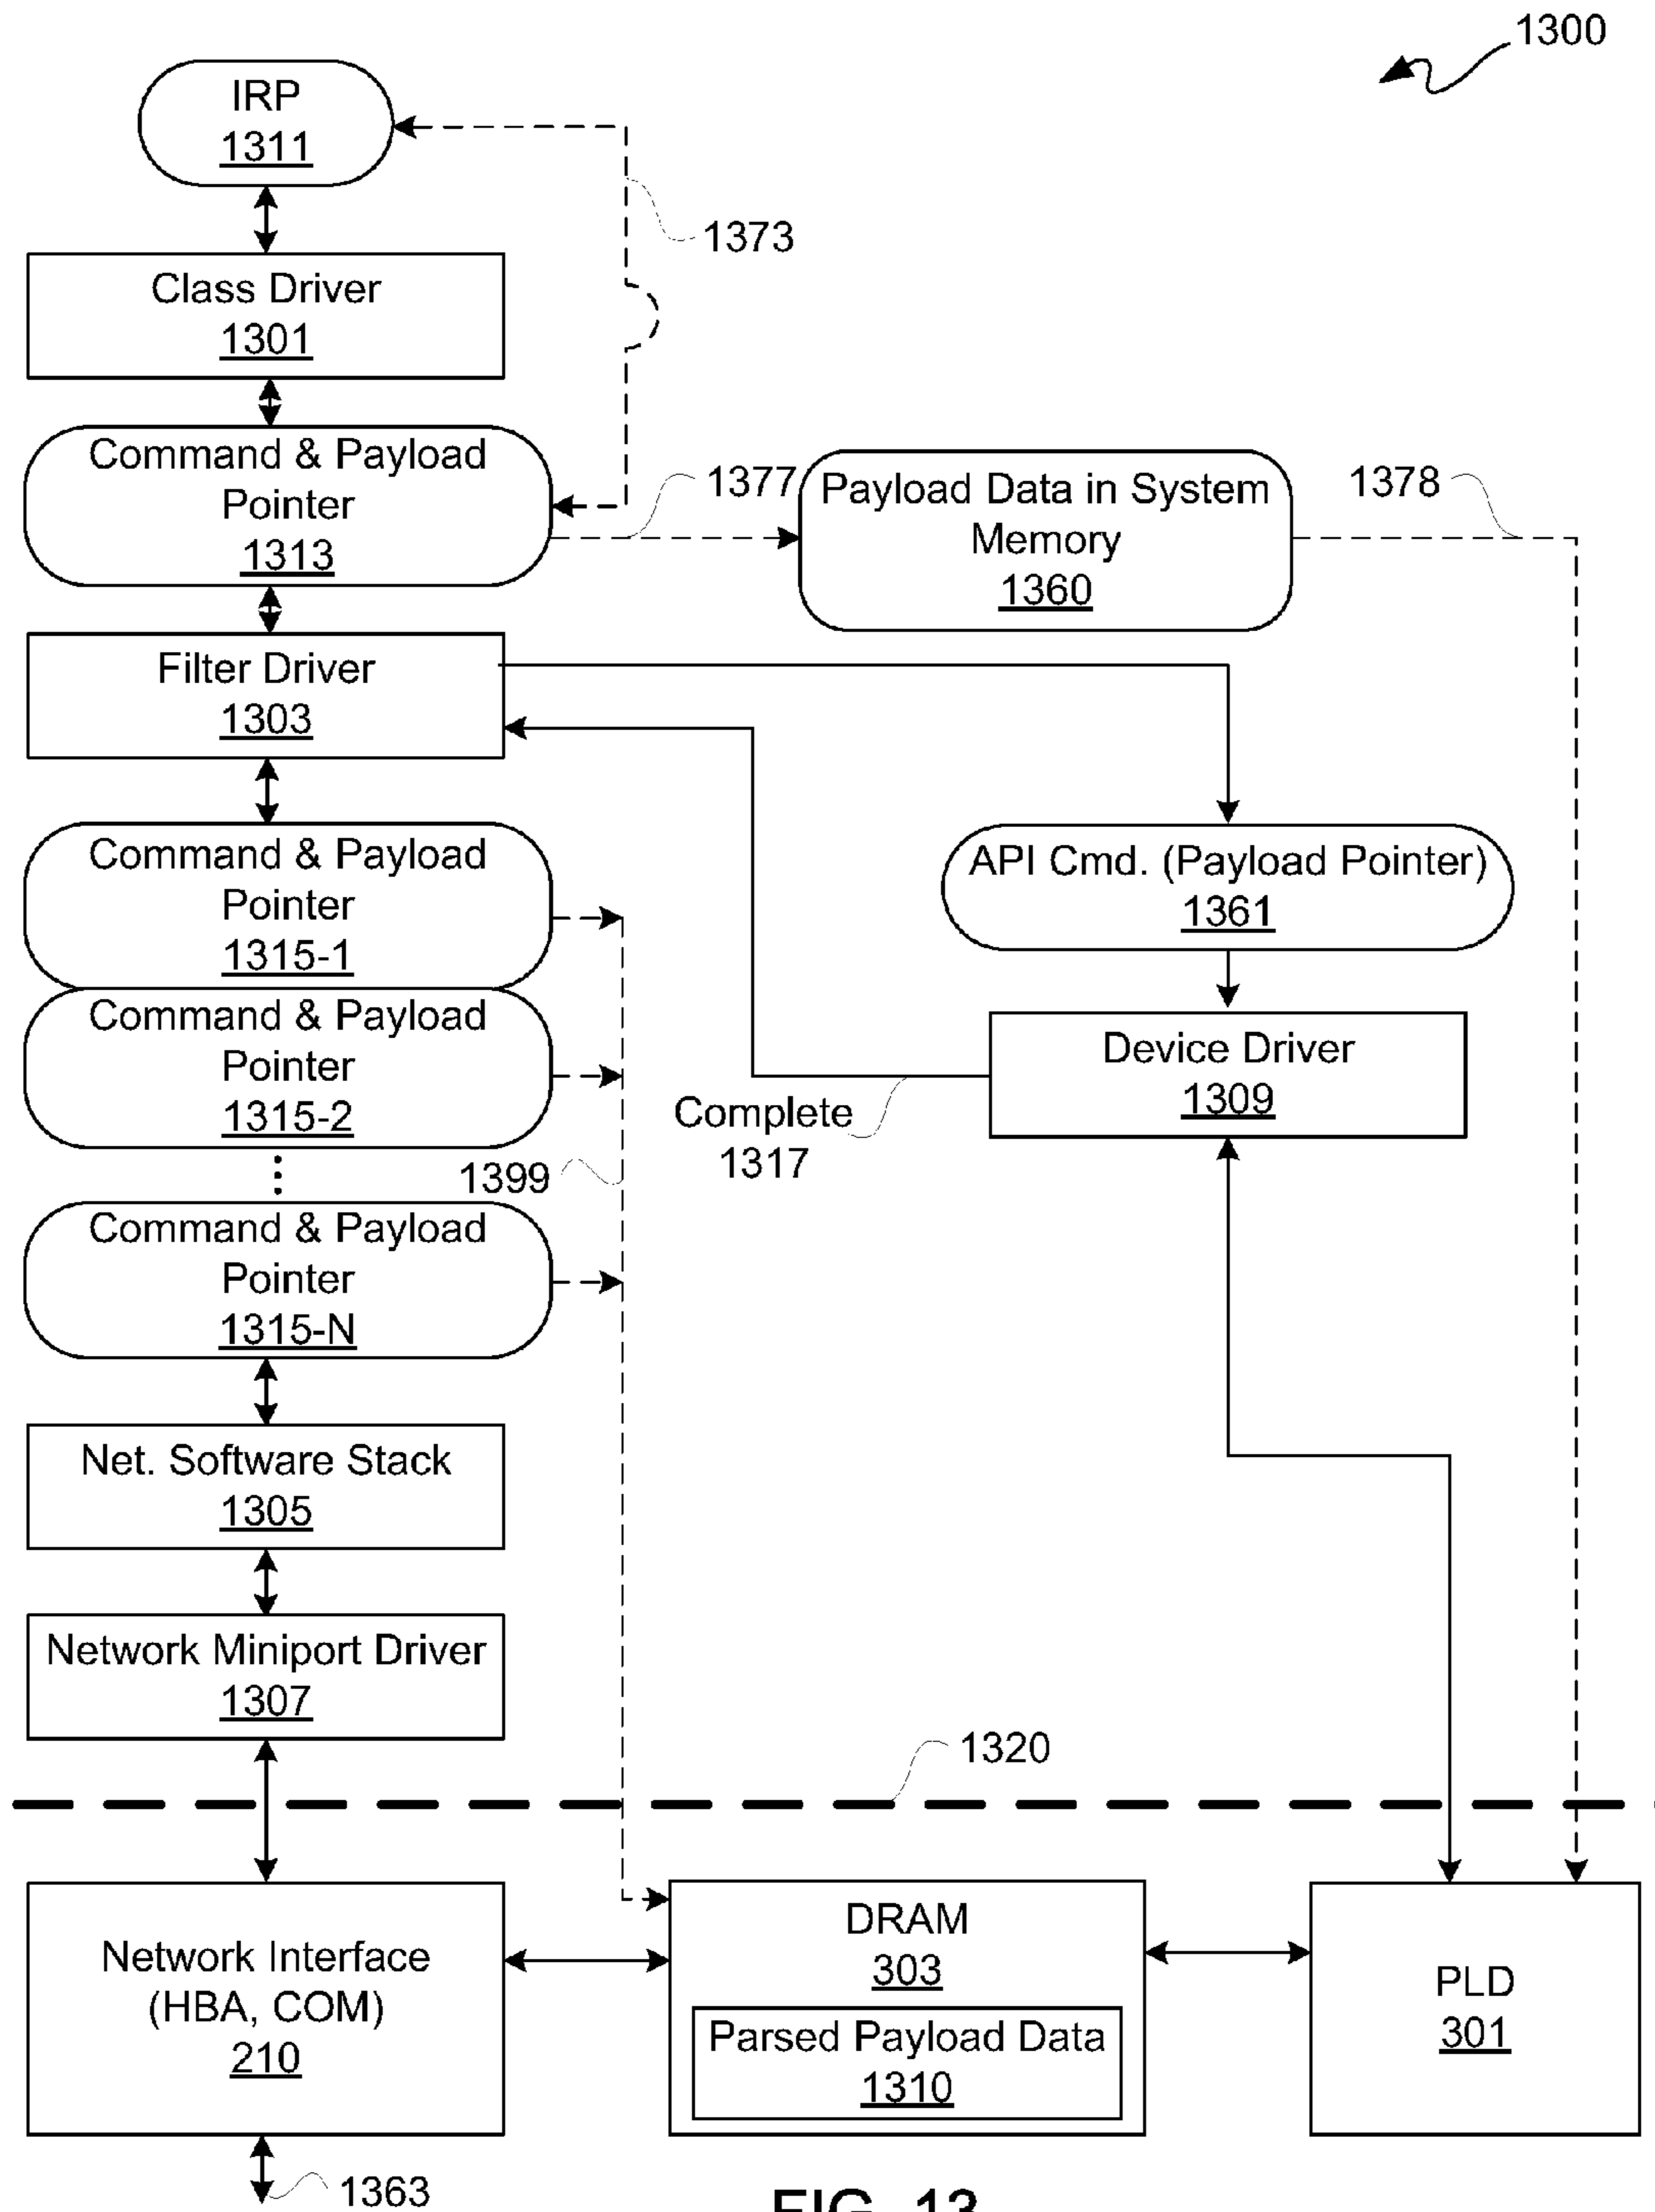 1300
IRP
1311
1373
Class Driver
1301
Command & Payload
Pointer
1313
1377
Payload Data in System
Memory
1360
1378
Filter Driver
1303
Command & Payload
Pointer
1315-1
API Cmd. (Payload Pointer)
1361
Command & Payload
Pointer
1315-2
Device Driver
1309
Complete
1317
1399
Command & Payload
Pointer
1315-N
Net. Software Stack
1305
Network Miniport Driver
1307
1320
Network Interface
(HBA, COM)
210
DRAM
303
Parsed Payload Data
1310
PLD
301
1363
FIG. 13